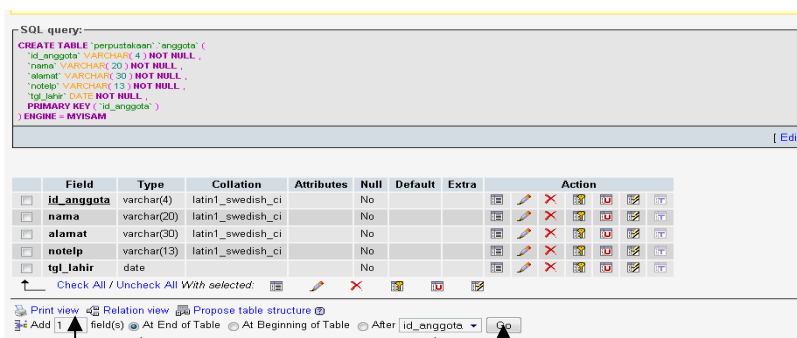 SQL query:
CREATE TABLE `perpustakaan`.`anggota` (
`id_anggota` VARCHAR( 4 ) NOT NULL ,
`nama` VARCHAR( 20 ) NOT NULL ,
`alamat` VARCHAR( 30 ) NOT NULL ,
`notelp` VARCHAR( 13 ) NOT NULL ,
`tgl_lahir` DATE NOT NULL ,
PRIMARY KEY ( `id_anggota` )
) ENGINE = MYISAM
[ Edi
Field Type Collation Attributes Null Default Extra Action
id_anggota varchar(4) latin1_swedish_ci No
nama varchar(20) latin1_swedish_ci No
alamat varchar(30) latin1_swedish_ci No
notelp varchar(13) latin1_swedish_ci No
tgl_lahir date No
Check All / Uncheck All With selected:
Print view Relation view Propose table structure
Add 1 field(s) At End of Table At Beginning of Table After id_anggota Go